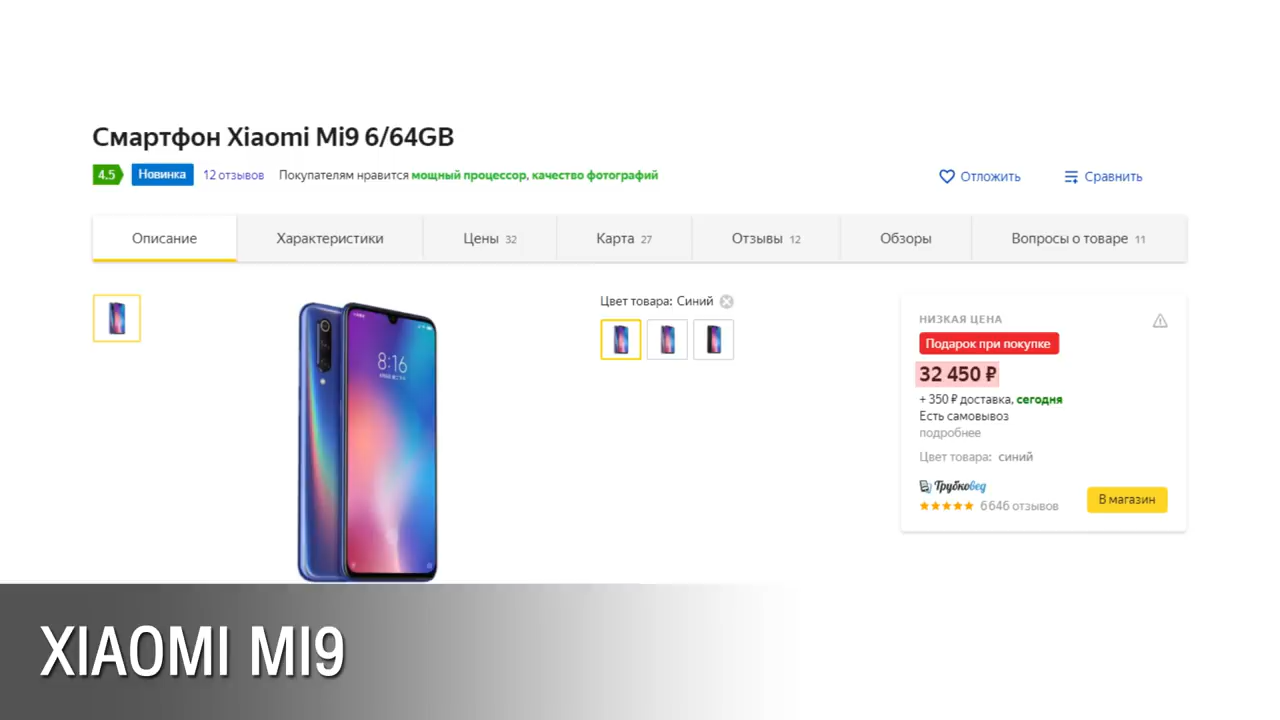 Смартфон Xiaomi Mi9 6/64GB
4.5 Новинка 12 отзывов Покупателям нравится мощный процессор, качество фотографий
Отложить Сравнить
Описание Характеристики Цены 32 Карта 27 Отзывы 12 Обзоры Вопросы о товаре 11
Цвет товара: Синий
8:16
НИЗКАЯ ЦЕНА
Подарок при покупке
32 450 ₽
+ 350 ₽ доставка, сегодня
Есть самовывоз
подробнее
Цвет товара: синий
Трубковед
6646 отзывов
В магазин
XIAOMI MI9